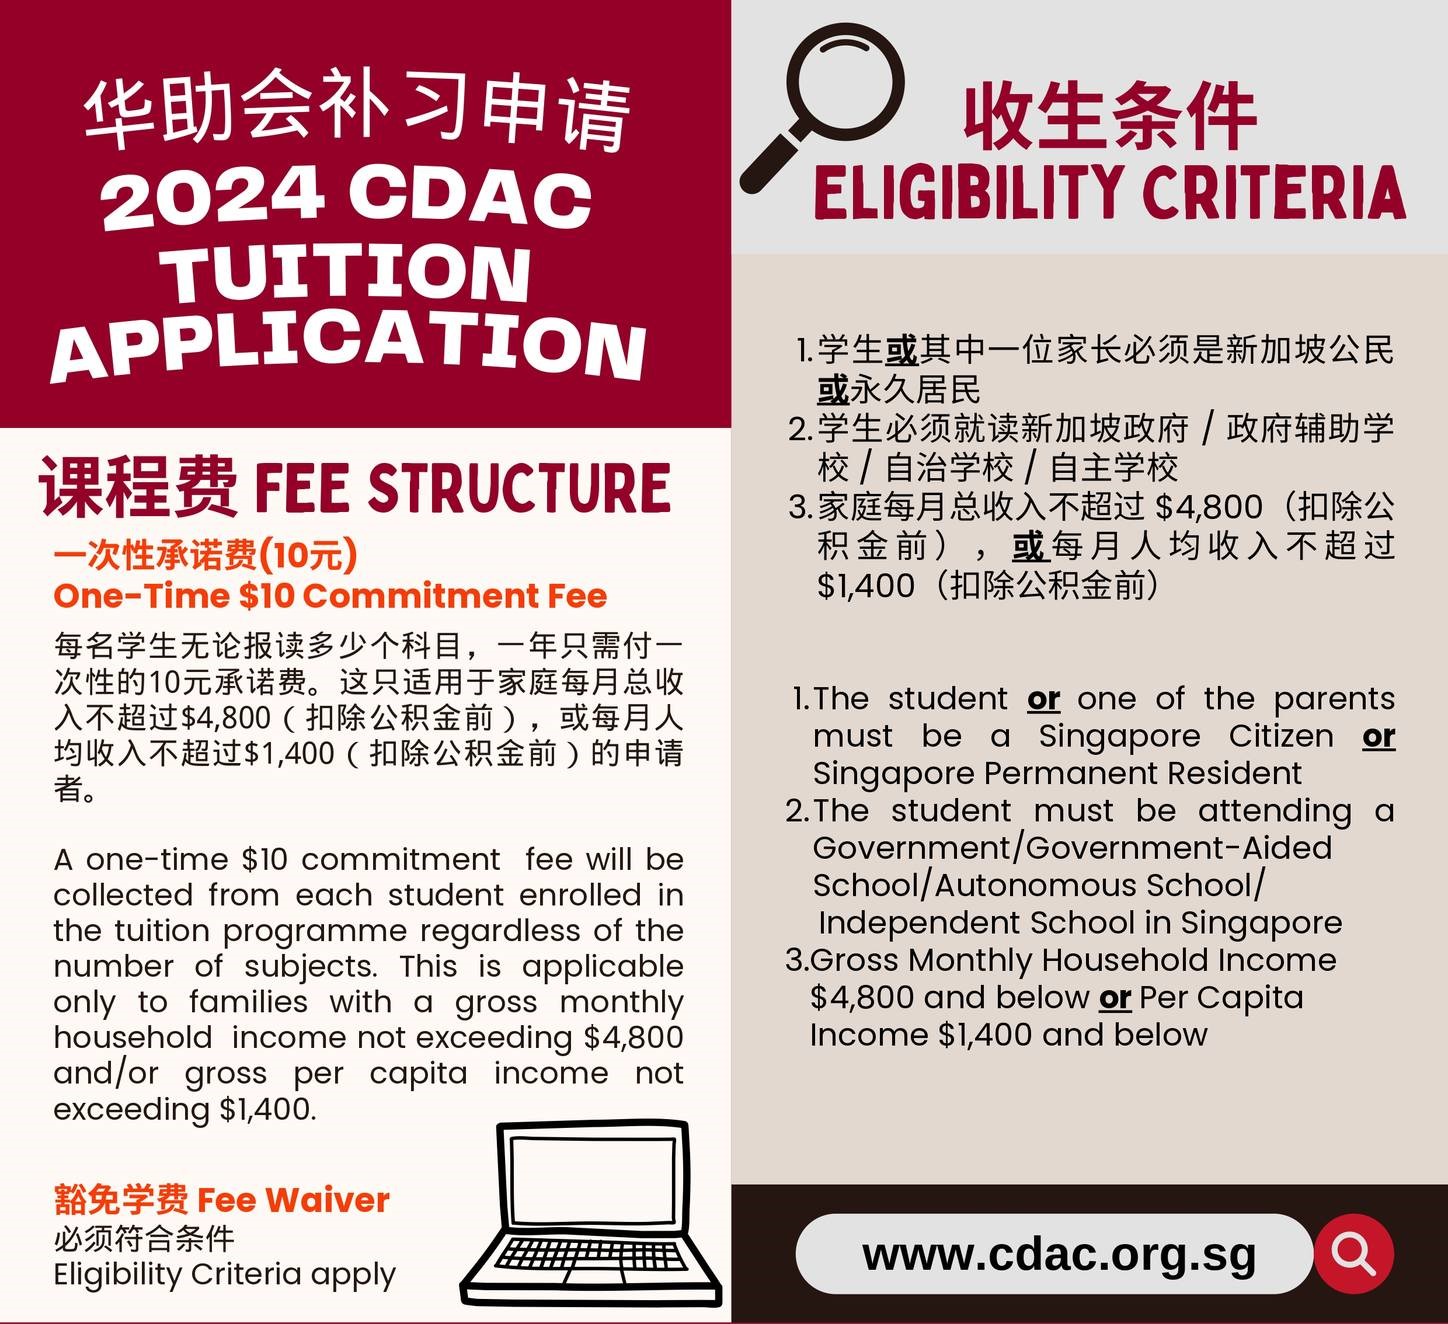 华助会补习申请
2024 CDAC
TUITION
APPLICATION
课程费 FEE STRUCTURE
一次性承诺费(10元)
One-Time $10 Commitment Fee
每名学生无论报读多少个科目，一年只需付一
次性的10元承诺费。这只适用于家庭每月总收
入不超过$4,800（扣除公积金前），或每月人
均收入不超过$1,400（扣除公积金前）的申请
者。
A one-time $10 commitment fee will be
collected from each student enrolled in
the tuition programme regardless of the
number of subjects. This is applicable
only to families with a gross monthly
household income not exceeding $4,800
and/or gross per capita income not
exceeding $1,400.
豁免学费 Fee Waiver
必须符合条件
Eligibility Criteria apply
收生条件
ELIGIBILITY CRITERIA
1.学生或其中一位家长必须是新加坡公民
或永久居民
2.学生必须就读新加坡政府 / 政府辅助学
校 / 自治学校 / 自主学校
3.家庭每月总收入不超过 $4,800（扣除公
积金前），或每月人均收入不超过
$1,400（扣除公积金前）
1.The student or one of the parents
must be a Singapore Citizen or
Singapore Permanent Resident
2.The student must be attending a
Government/Government-Aided
School/Autonomous School/
Independent School in Singapore
3.Gross Monthly Household Income
$4,800 and below or Per Capita
Income $1,400 and below
www.cdac.org.sg